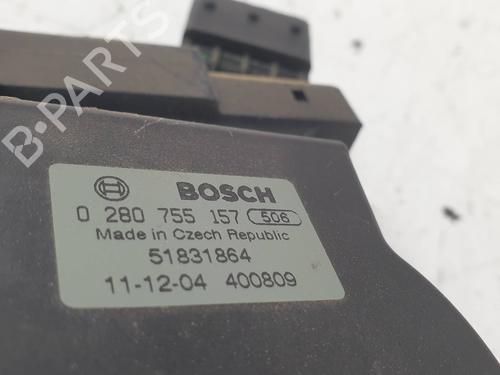 B-PARTS
BOSCH
0 280 755 157 506
Made in Czech Republic
51831864
11-12-04 400809